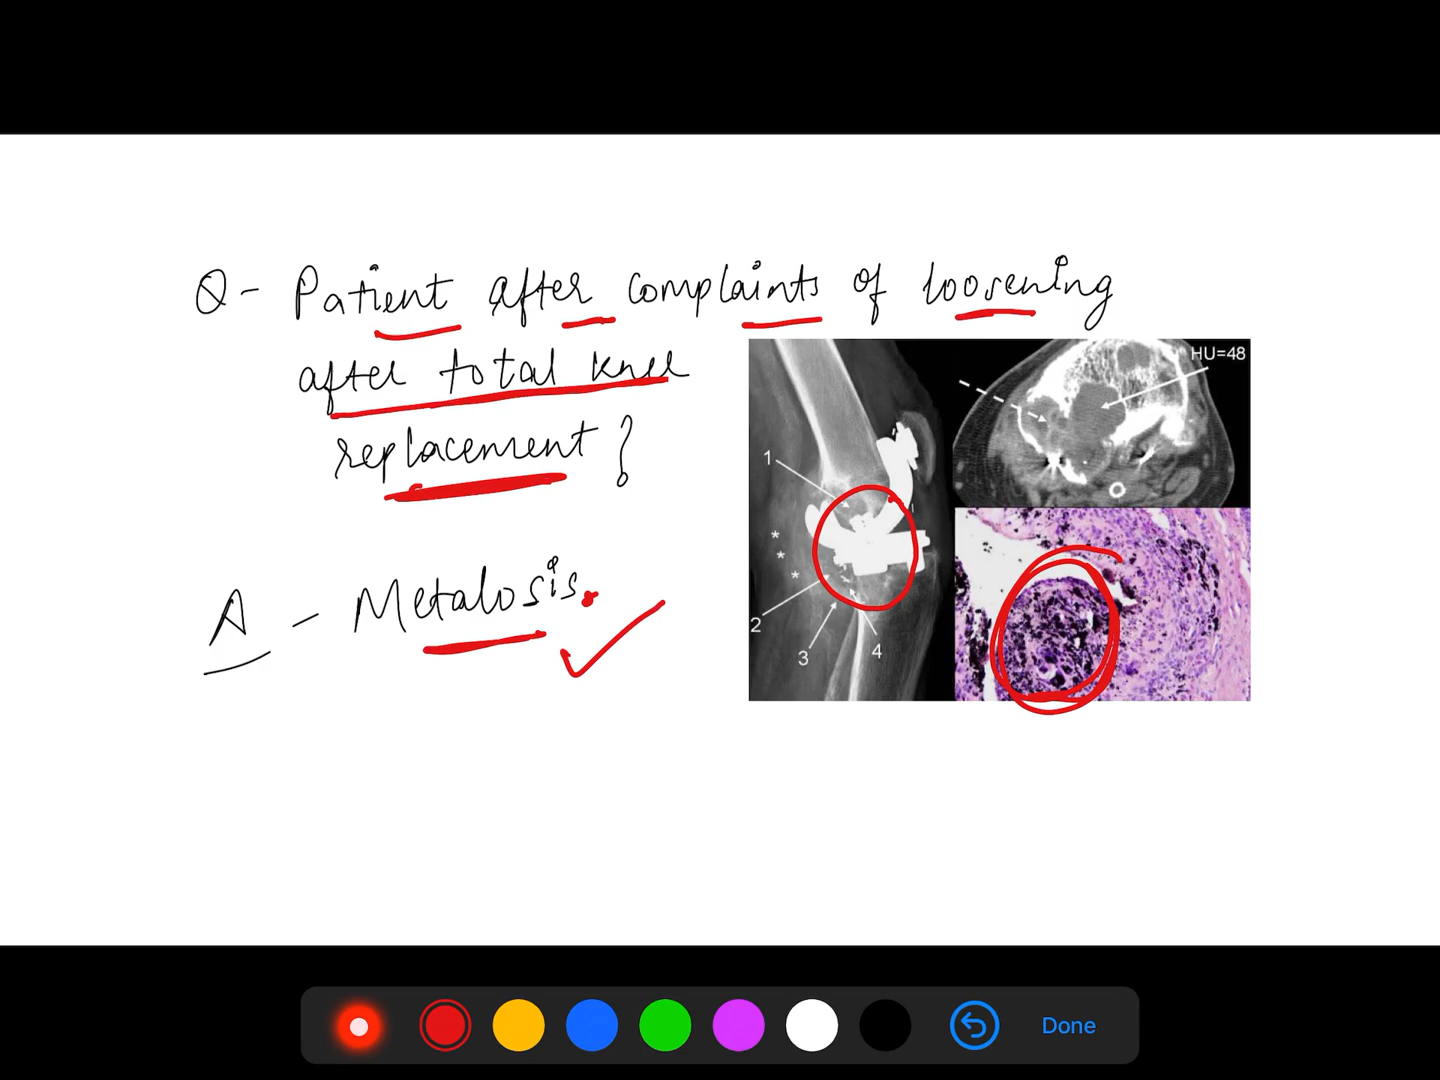 Q- Patient after complaints of loosening
after total knee
replacement?
A - Metalosis.
HU=48
1
2
3
4
Done